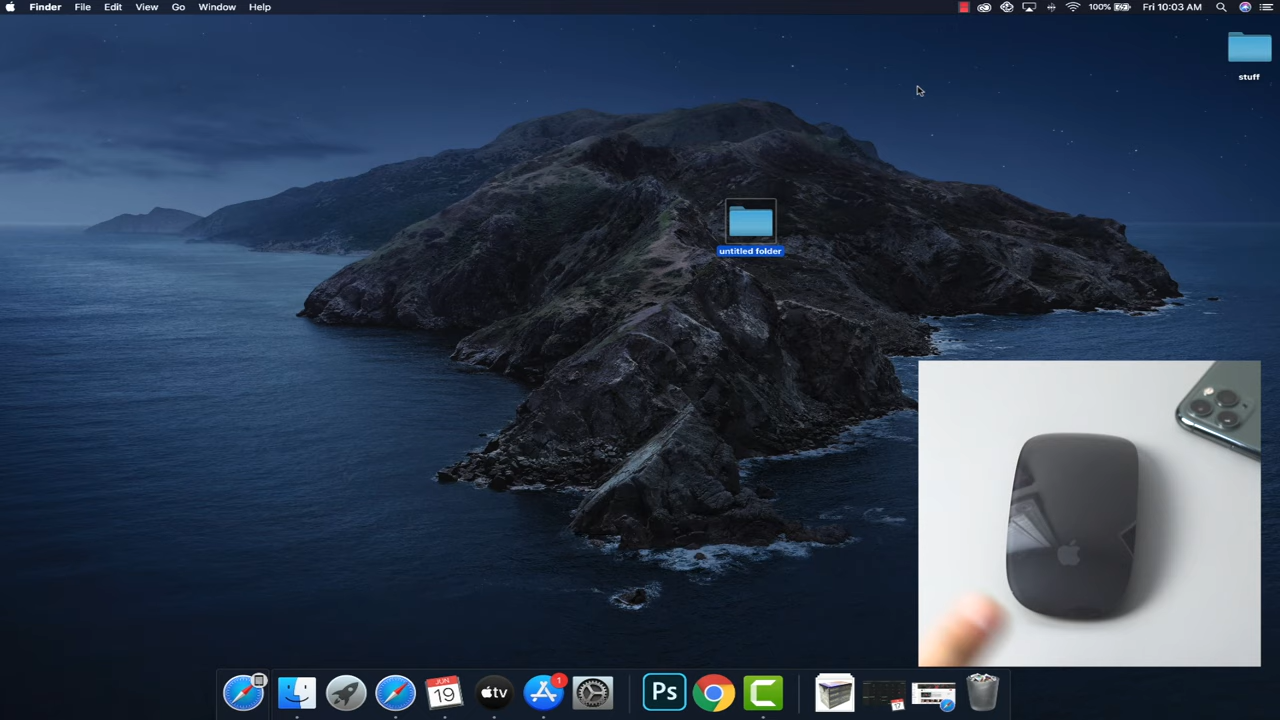 Finder File Edit View Go Window Help 100% Fri 10:03 AM
stuff
untitled folder
JUN
19
tv
1
Ps
17